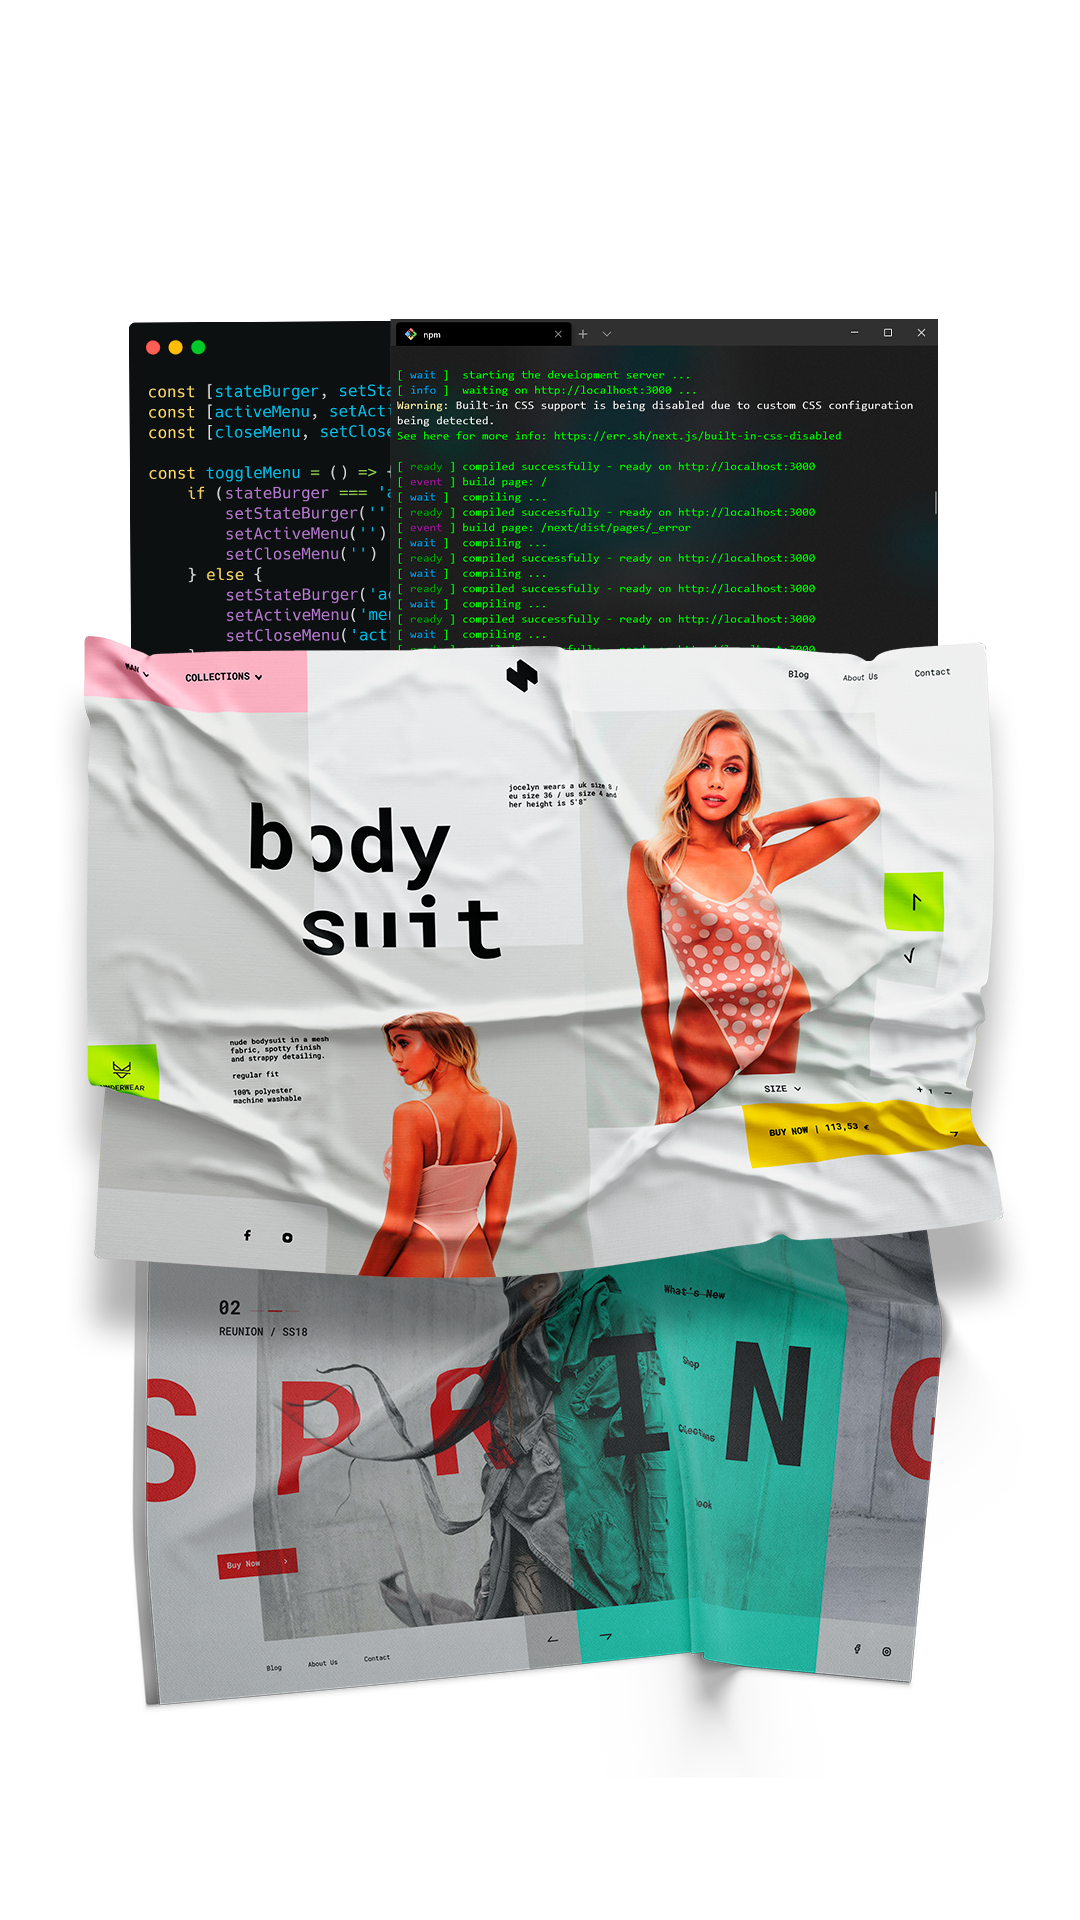 npm
const [stateBurger, setSta
const [activeMenu, setActi
const [closeMenu, setClose
const toggleMenu = () => {
if (stateBurger === 'a
setStateBurger(''
setActiveMenu('')
setCloseMenu('')
} else {
setStateBurger('ac
setActiveMenu('men
setCloseMenu('act
}
[ wait ] starting the development server ...
[ info ] waiting on http://localhost:3000 ...
Warning: Built-in CSS support is being disabled due to custom CSS configuration
being detected.
See here for more info: https://err.sh/next.js/built-in-css-disabled
[ ready ] compiled successfully - ready on http://localhost:3000
[ event ] build page: /
[ wait ] compiling ...
[ ready ] compiled successfully - ready on http://localhost:3000
[ event ] build page: /next/dist/pages/_error
[ wait ] compiling ...
[ ready ] compiled successfully - ready on http://localhost:3000
[ wait ] compiling ...
[ ready ] compiled successfully - ready on http://localhost:3000
[ wait ] compiling ...
[ ready ] compiled successfully - ready on http://localhost:3000
[ wait ] compiling ...
COLLECTIONS
Blog About Us Contact
jocelyn wears a uk size 8 /
eu size 36 / us size 4 and
her height is 5'8"
body
suit
nude bodysuit in a mesh
fabric, spotty finish
and strappy detailing.
regular fit
100% polyester
machine washable
SIZE
+ 1 -
BUY NOW | 113,53 €
02
REUNION / SS18
What's New
Shop
SPRING
Buy Now
Blog About Us Contact